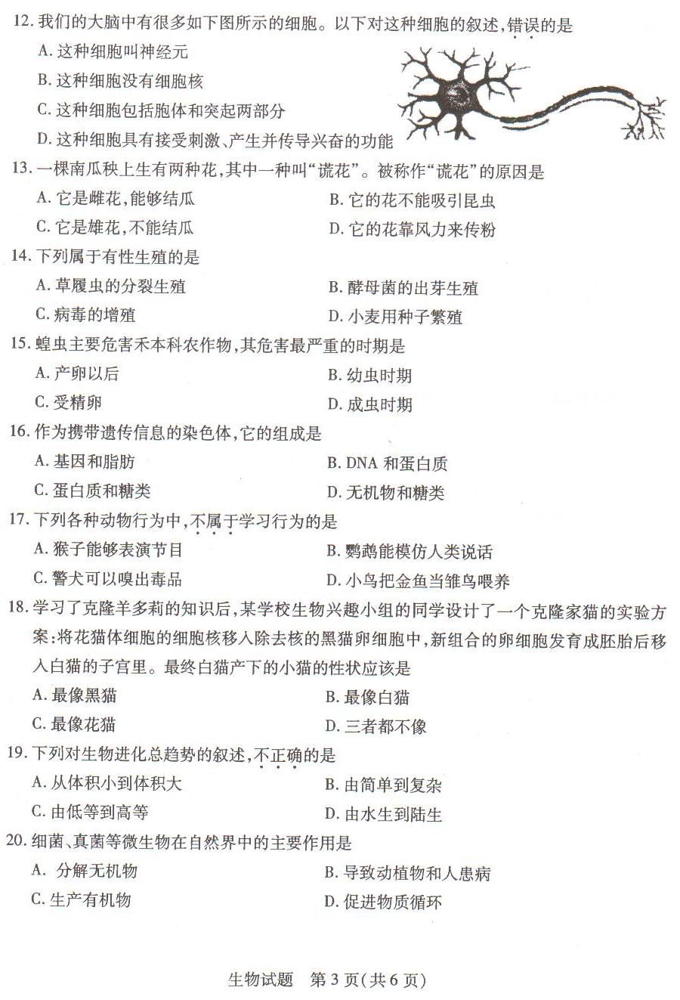 12. 我们的大脑中有很多如下图所示的细胞。以下对这种细胞的叙述,错误的是
A. 这种细胞叫神经元
B. 这种细胞没有细胞核
C. 这种细胞包括胞体和突起两部分
D. 这种细胞具有接受刺激、产生并传导兴奋的功能
13. 一棵南瓜秧上生有两种花,其中一种叫“谎花”。被称作“谎花”的原因是
A. 它是雌花,能够结瓜 B. 它的花不能吸引昆虫
C. 它是雄花,不能结瓜 D. 它的花靠风力来传粉
14. 下列属于有性生殖的是
A. 草履虫的分裂生殖 B. 酵母菌的出芽生殖
C. 病毒的增殖 D. 小麦用种子繁殖
15. 蝗虫主要危害禾本科农作物,其危害最严重的时期是
A. 产卵以后 B. 幼虫时期
C. 受精卵 D. 成虫时期
16. 作为携带遗传信息的染色体,它的组成是
A. 基因和脂肪 B. DNA 和蛋白质
C. 蛋白质和糖类 D. 无机物和糖类
17. 下列各种动物行为中,不属于学习行为的是
A. 猴子能够表演节目 B. 鹦鹉能模仿人类说话
C. 警犬可以嗅出毒品 D. 小鸟把金鱼当雏鸟喂养
18. 学习了克隆羊多莉的知识后,某学校生物兴趣小组的同学设计了一个克隆家猫的实验方
案:将花猫体细胞的细胞核移入除去核的黑猫卵细胞中,新组合的卵细胞发育成胚胎后移
入白猫的子宫里。最终白猫产下的小猫的性状应该是
A. 最像黑猫 B. 最像白猫
C. 最像花猫 D. 三者都不像
19. 下列对生物进化总趋势的叙述,不正确的是
A. 从体积小到体积大 B. 由简单到复杂
C. 由低等到高等 D. 由水生到陆生
20. 细菌、真菌等微生物在自然界中的主要作用是
A. 分解无机物 B. 导致动植物和人患病
C. 生产有机物 D. 促进物质循环
生物试题 第 3 页(共 6 页)